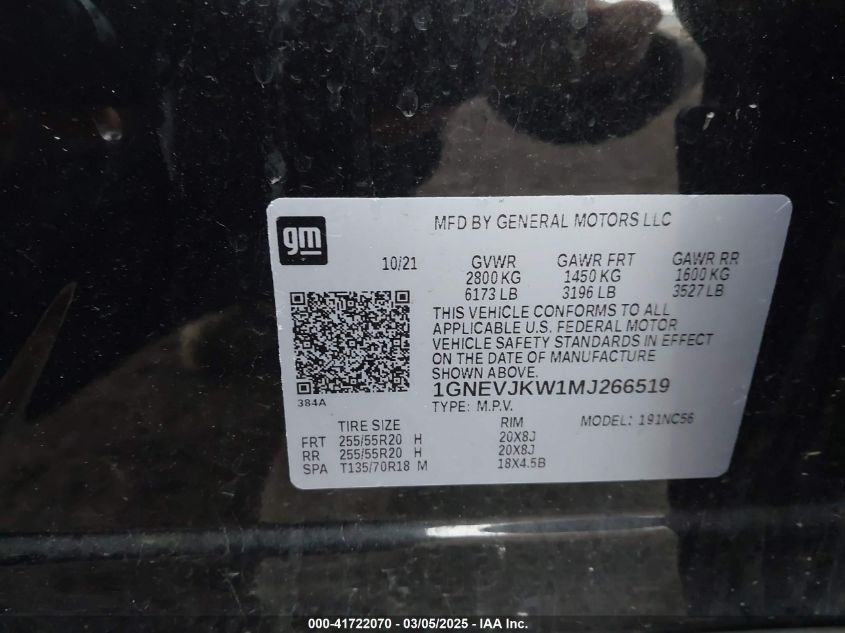 MFD BY GENERAL MOTORS LLC
gm
10/21 GVWR GAWR FRT GAWR RR
2800 KG 1450 KG 1600 KG
6173 LB 3196 LB 3527 LB
THIS VEHICLE CONFORMS TO ALL
APPLICABLE U.S. FEDERAL MOTOR
VEHICLE SAFETY STANDARDS IN EFFECT
ON THE DATE OF MANUFACTURE
SHOWN ABOVE.
1GNEVJKW1MJ266519
384A
TYPE: M.P.V.
TIRE SIZE RIM MODEL: 191NC56
FRT 255/55R20 H 20X8J
RR 255/55R20 H 20X8J
SPA T135/70R18 M 18X4.5B
000-41722070 - 03/05/2025 - IAA Inc.